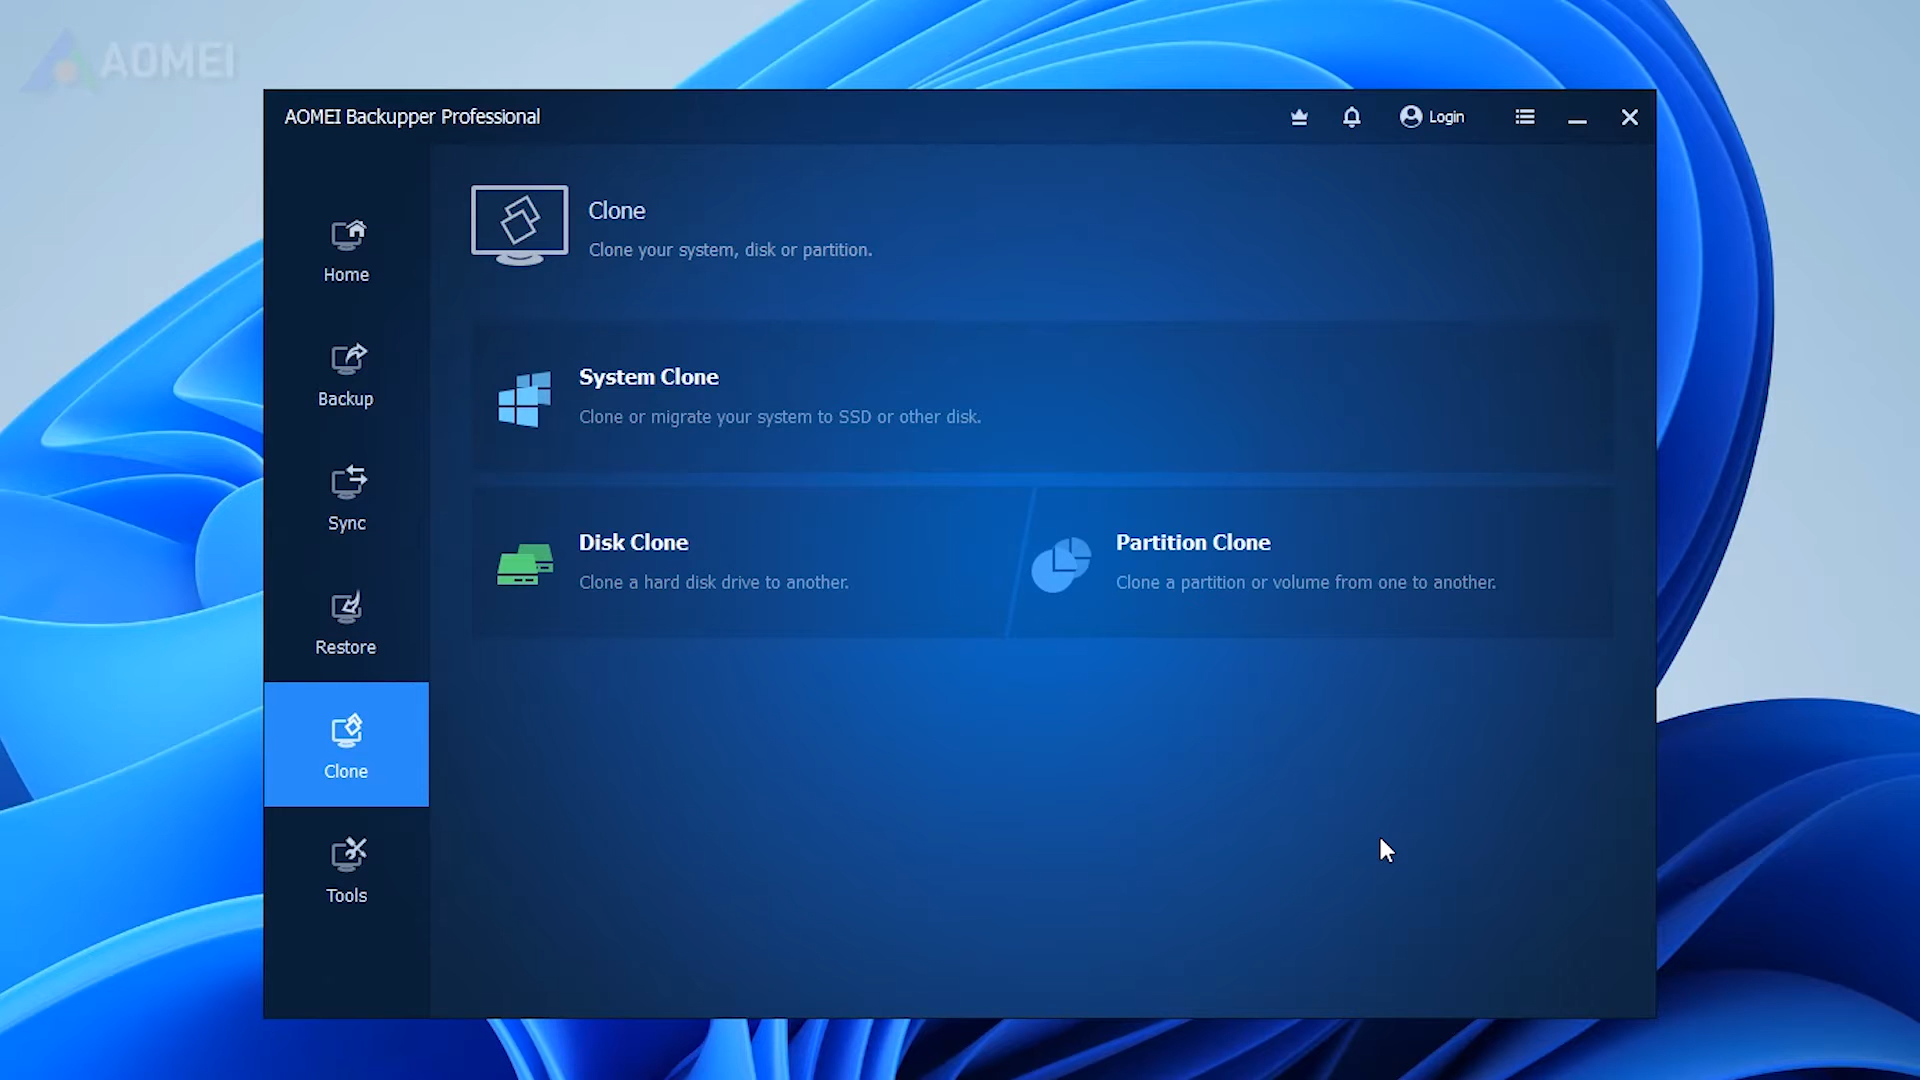 AOMEI
AOMEI Backupper Professional
Login
Home
Backup
Sync
Restore
Clone
Tools
Clone
Clone your system, disk or partition.
System Clone
Clone or migrate your system to SSD or other disk.
Disk Clone
Clone a hard disk drive to another.
Partition Clone
Clone a partition or volume from one to another.